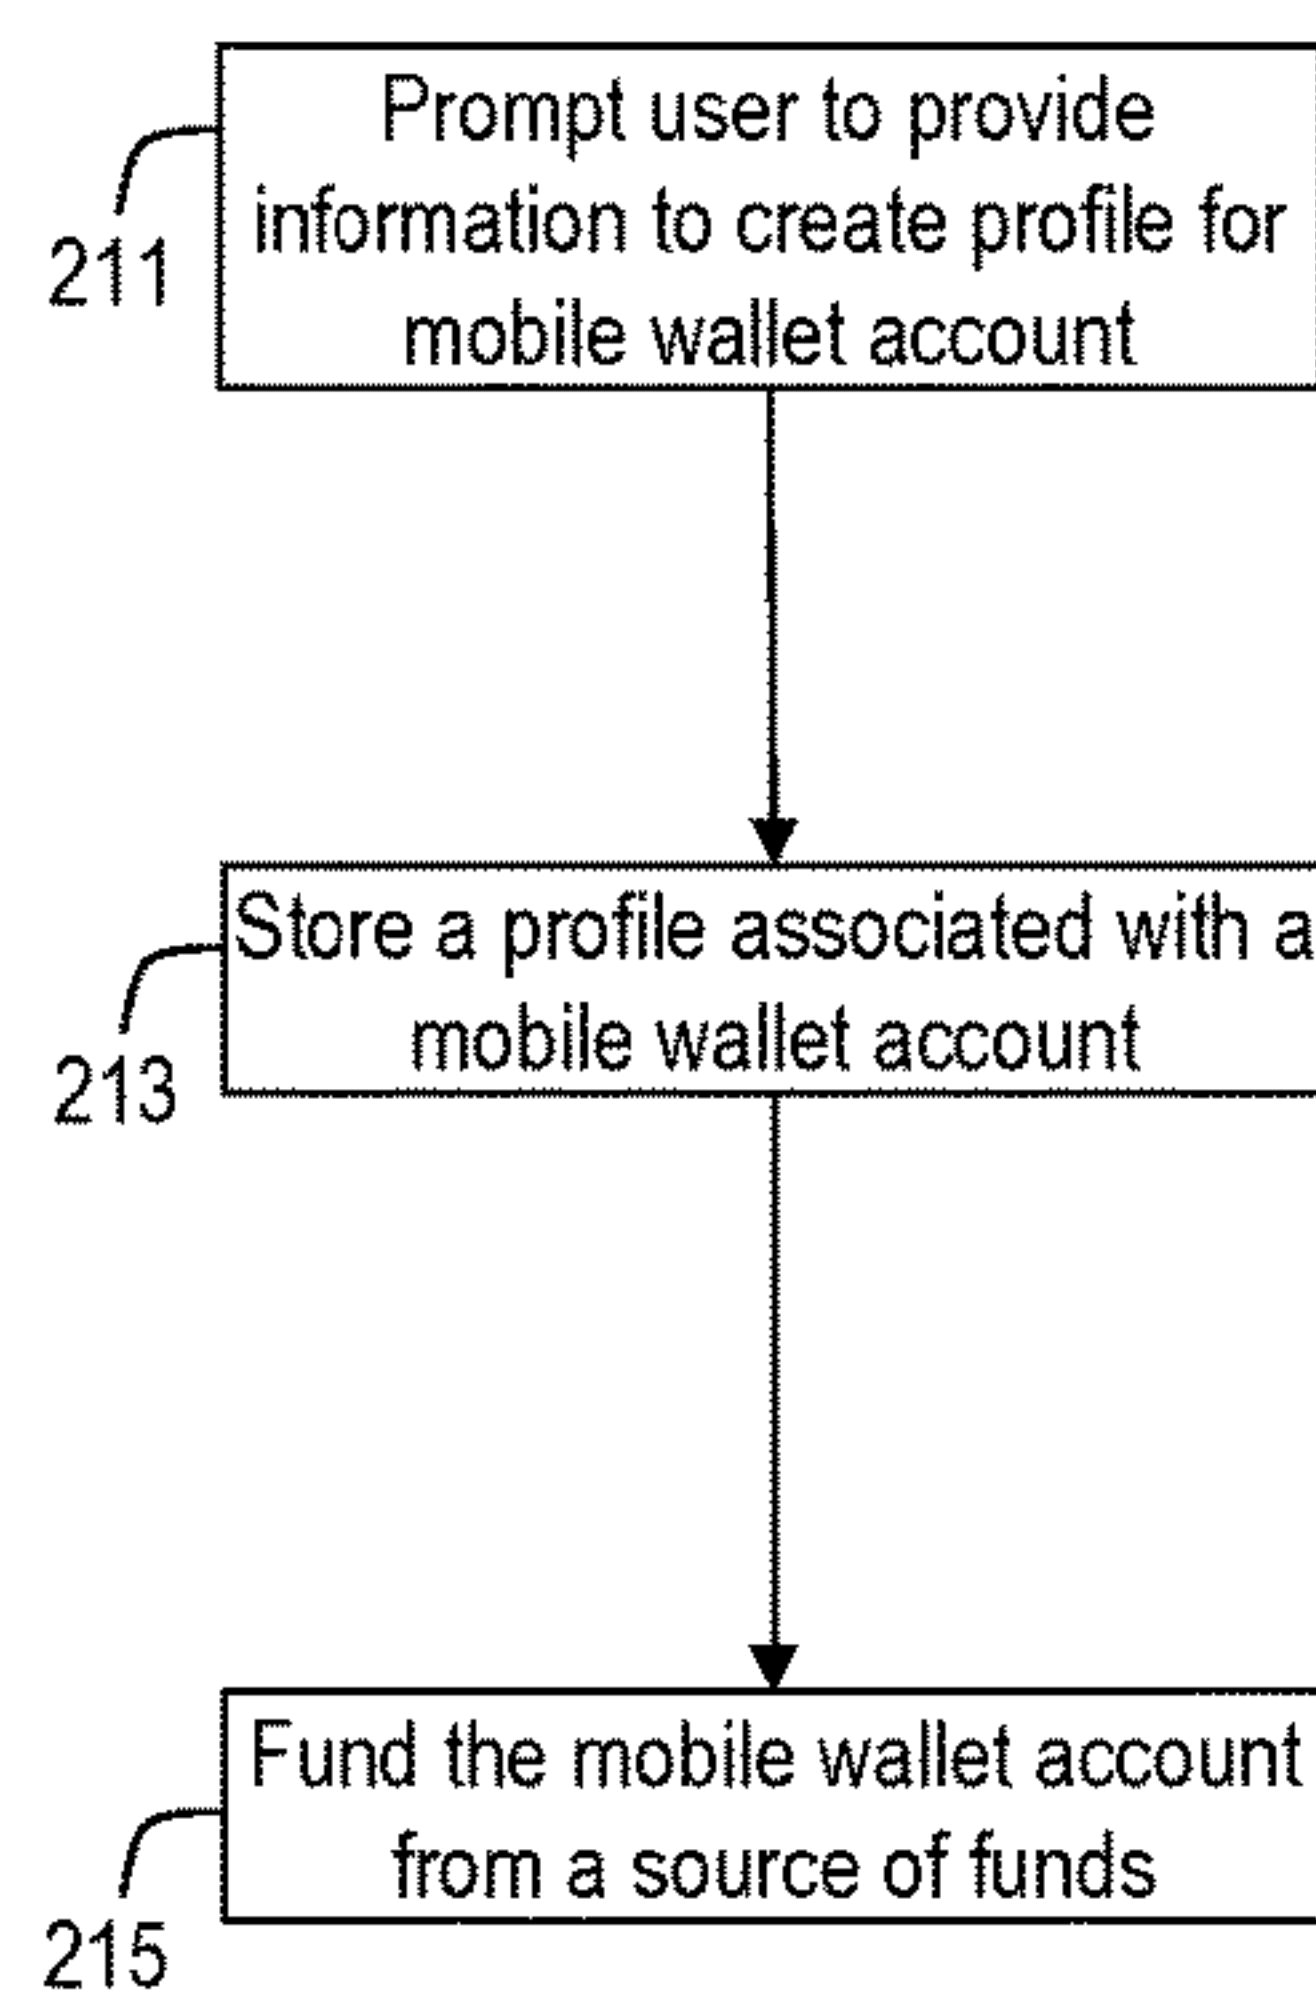 Prompt user to provide
information to create profile for
mobile wallet account
211
Store a profile associated with a
mobile wallet account
213
Fund the mobile wallet account
from a source of funds
215